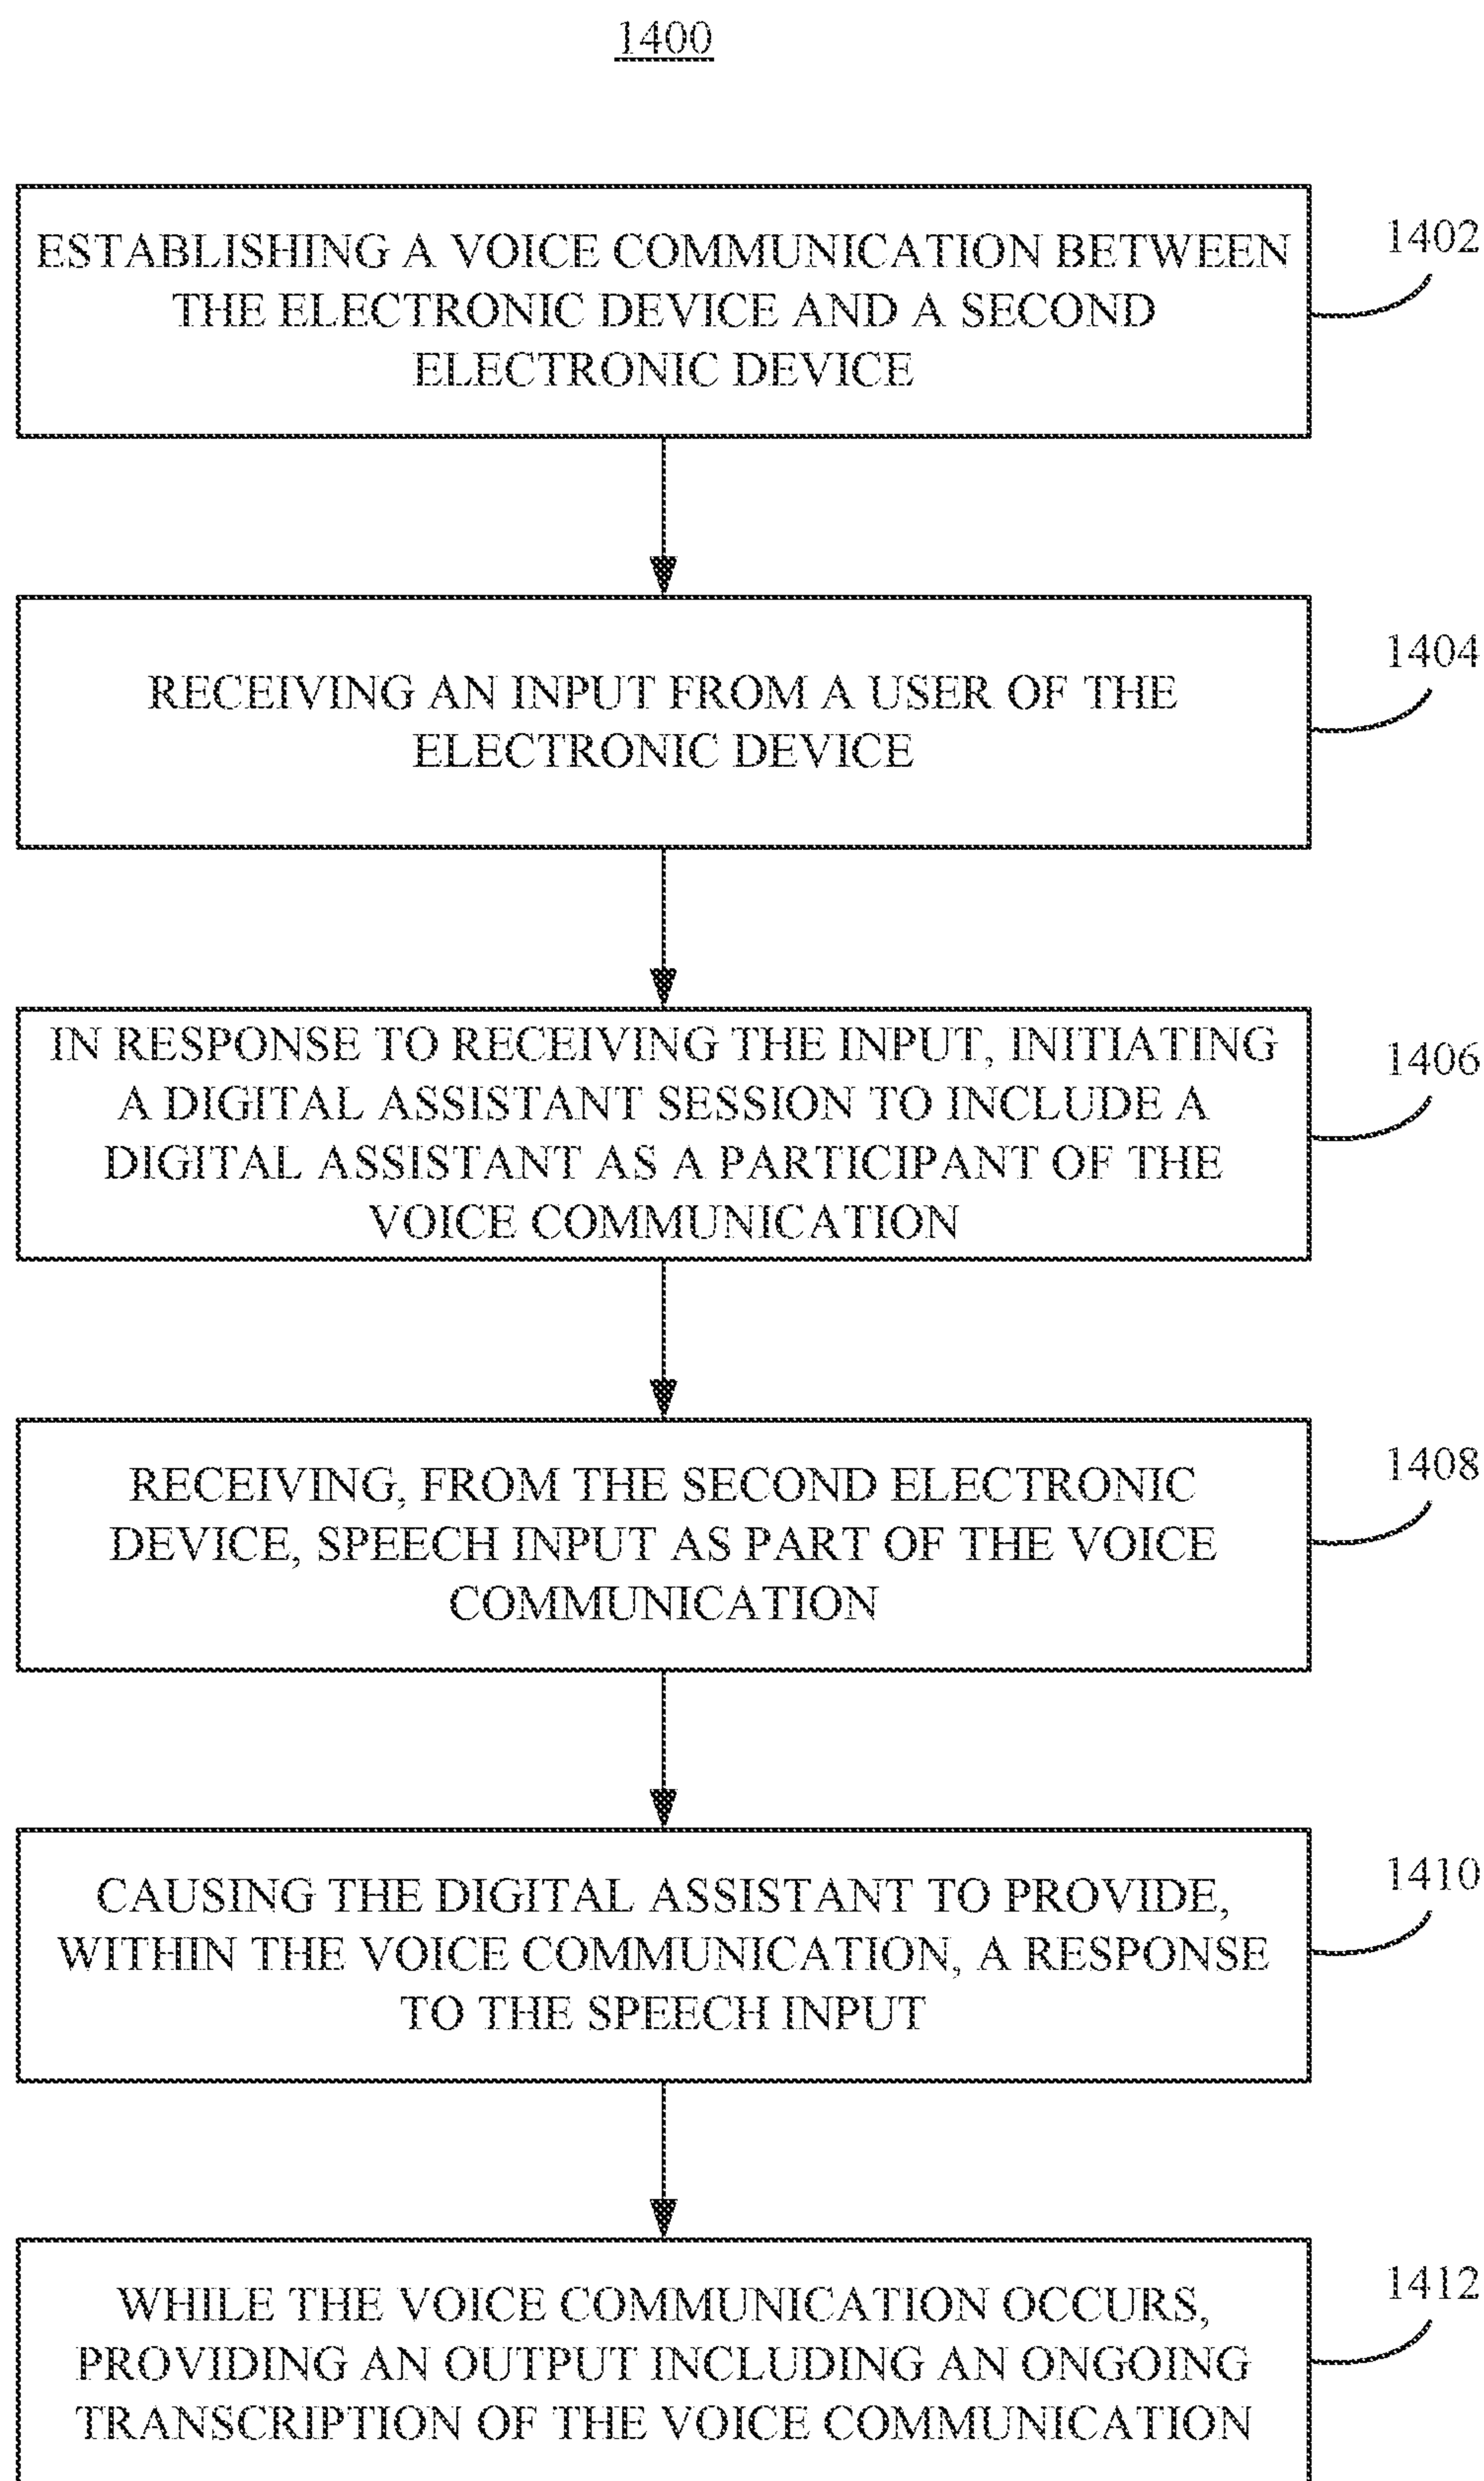 1400
ESTABLISHING A VOICE COMMUNICATION BETWEEN
THE ELECTRONIC DEVICE AND A SECOND
ELECTRONIC DEVICE
1402
RECEIVING AN INPUT FROM A USER OF THE
ELECTRONIC DEVICE
1404
IN RESPONSE TO RECEIVING THE INPUT, INITIATING
A DIGITAL ASSISTANT SESSION TO INCLUDE A
DIGITAL ASSISTANT AS A PARTICIPANT OF THE
VOICE COMMUNICATION
1406
RECEIVING, FROM THE SECOND ELECTRONIC
DEVICE, SPEECH INPUT AS PART OF THE VOICE
COMMUNICATION
1408
CAUSING THE DIGITAL ASSISTANT TO PROVIDE,
WITHIN THE VOICE COMMUNICATION, A RESPONSE
TO THE SPEECH INPUT
1410
WHILE THE VOICE COMMUNICATION OCCURS,
PROVIDING AN OUTPUT INCLUDING AN ONGOING
TRANSCRIPTION OF THE VOICE COMMUNICATION
1412